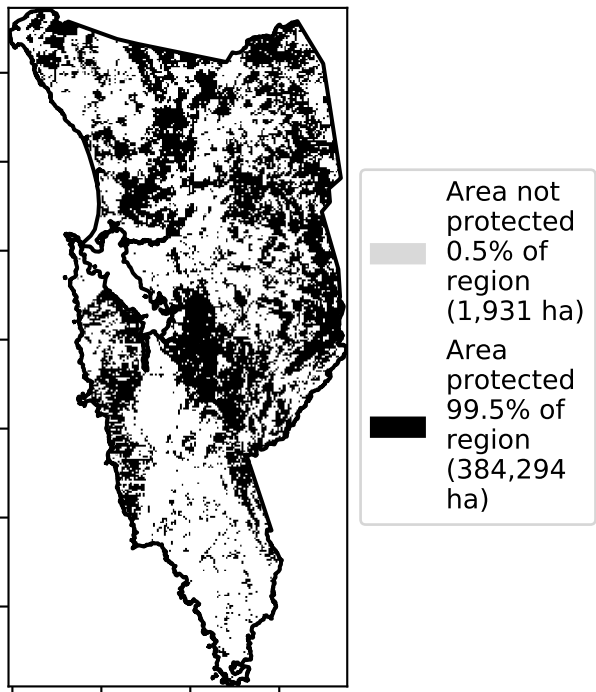 Area not
protected
0.5% of
region
(1,931 ha)
Area
protected
99.5% of
region
(384,294
ha)